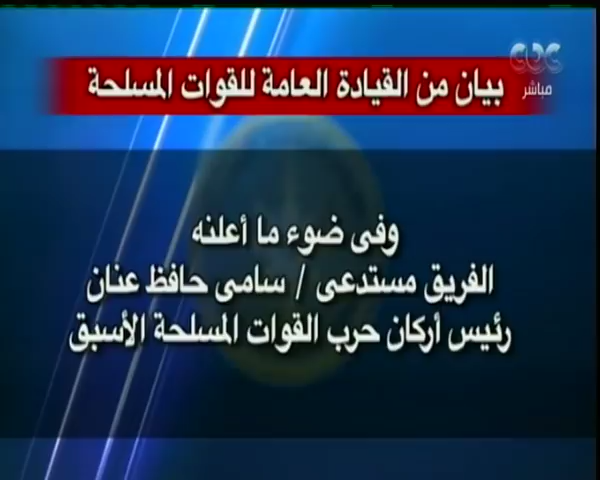 cbc
مباشر
بيان من القيادة العامة للقوات المسلحة
وفى ضوء ما أعلنه
الفريق مستدعى / سامى حافظ عنان
رئيس أركان حرب القوات المسلحة الأسبق